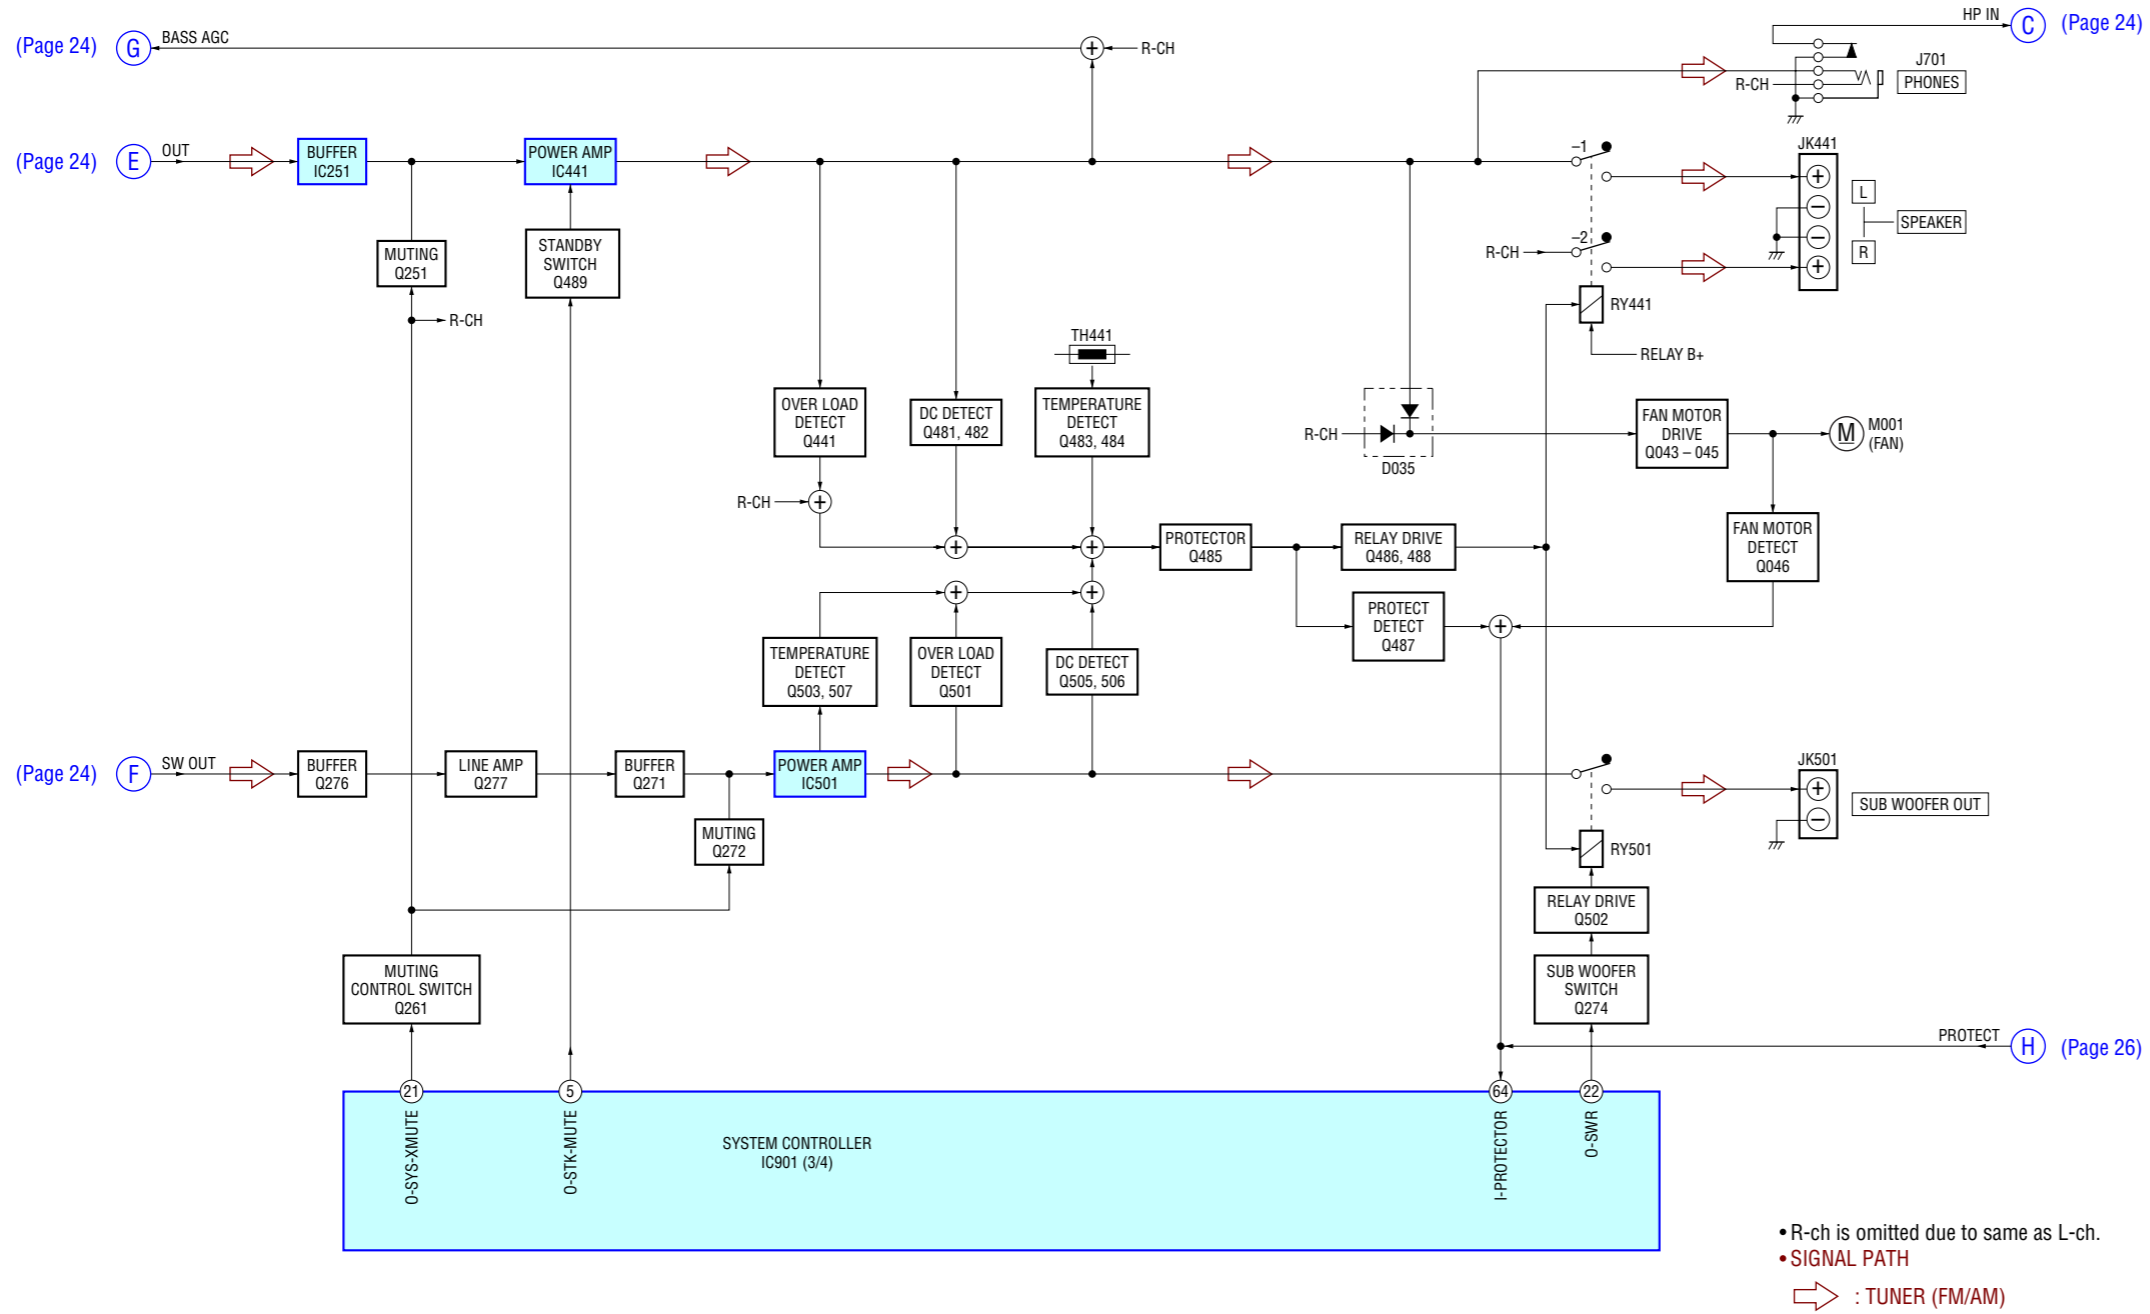 HP IN
(Page 24) G BASS AGC
C (Page 24)
+ R-CH
J701
R-CH
PHONES
(Page 24) E OUT
BUFFER
IC251
POWER AMP
IC441
–1
JK441
+
–
–
+
L
SPEAKER
R
MUTING
Q251
STANDBY
SWITCH
Q489
–2
R-CH
R-CH
RY441
RELAY B+
TH441
OVER LOAD
DETECT
Q441
DC DETECT
Q481, 482
TEMPERATURE
DETECT
Q483, 484
R-CH
D035
FAN MOTOR
DRIVE
Q043 – 045
M
M001
(FAN)
R-CH +
+ +
PROTECTOR
Q485
RELAY DRIVE
Q486, 488
FAN MOTOR
DETECT
Q046
+ +
PROTECT
DETECT
Q487
+
TEMPERATURE
DETECT
Q503, 507
OVER LOAD
DETECT
Q501
DC DETECT
Q505, 506
(Page 24) F SW OUT
BUFFER
Q276
LINE AMP
Q277
BUFFER
Q271
POWER AMP
IC501
JK501
+
–
SUB WOOFER OUT
MUTING
Q272
RY501
RELAY DRIVE
Q502
MUTING
CONTROL SWITCH
Q261
SUB WOOFER
SWITCH
Q274
PROTECT H (Page 26)
21
5
64
22
O-SYS-XMUTE
O-STK-MUTE
I-PROTECTOR
O-SWR
SYSTEM CONTROLLER
IC901 (3/4)
• R-ch is omitted due to same as L-ch.
• SIGNAL PATH
: TUNER (FM/AM)